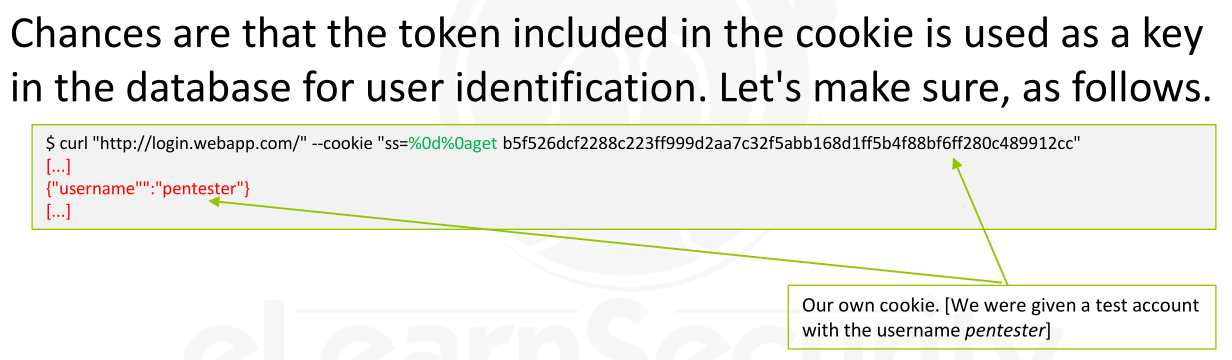 Chances are that the token included in the cookie is used as a key
in the database for user identification. Let's make sure, as follows.
$ curl "http://login.webapp.com/" --cookie "ss=%0d%0aget b5f526dcf2288c223ff999d2aa7c32f5abb168d1ff5b4f88bf6ff280c489912cc"
[...]
{"username"":"pentester"}
[...]
Our own cookie. [We were given a test account
with the username pentester]
eLearnSecurity